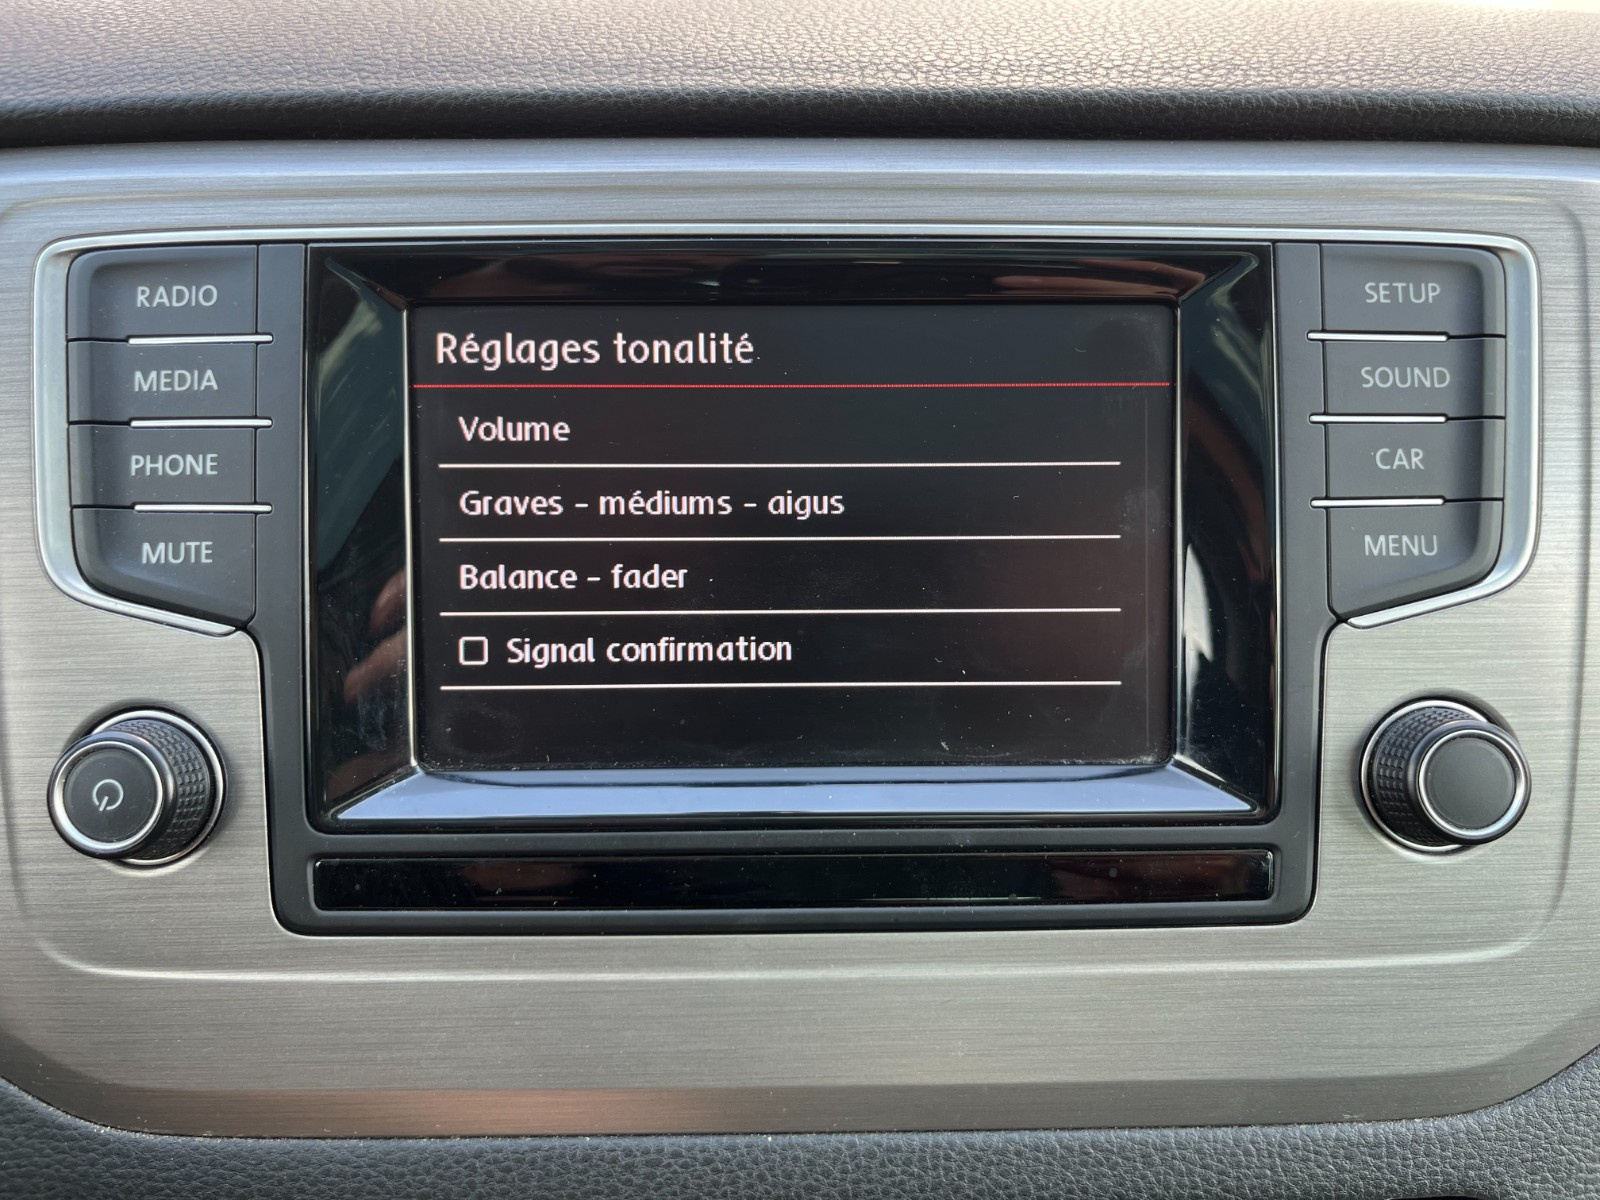 RADIO
MEDIA
PHONE
MUTE
Réglages tonalité
Volume
Graves - médiums - aigus
Balance - fader
Signal confirmation
SETUP
SOUND
CAR
MENU